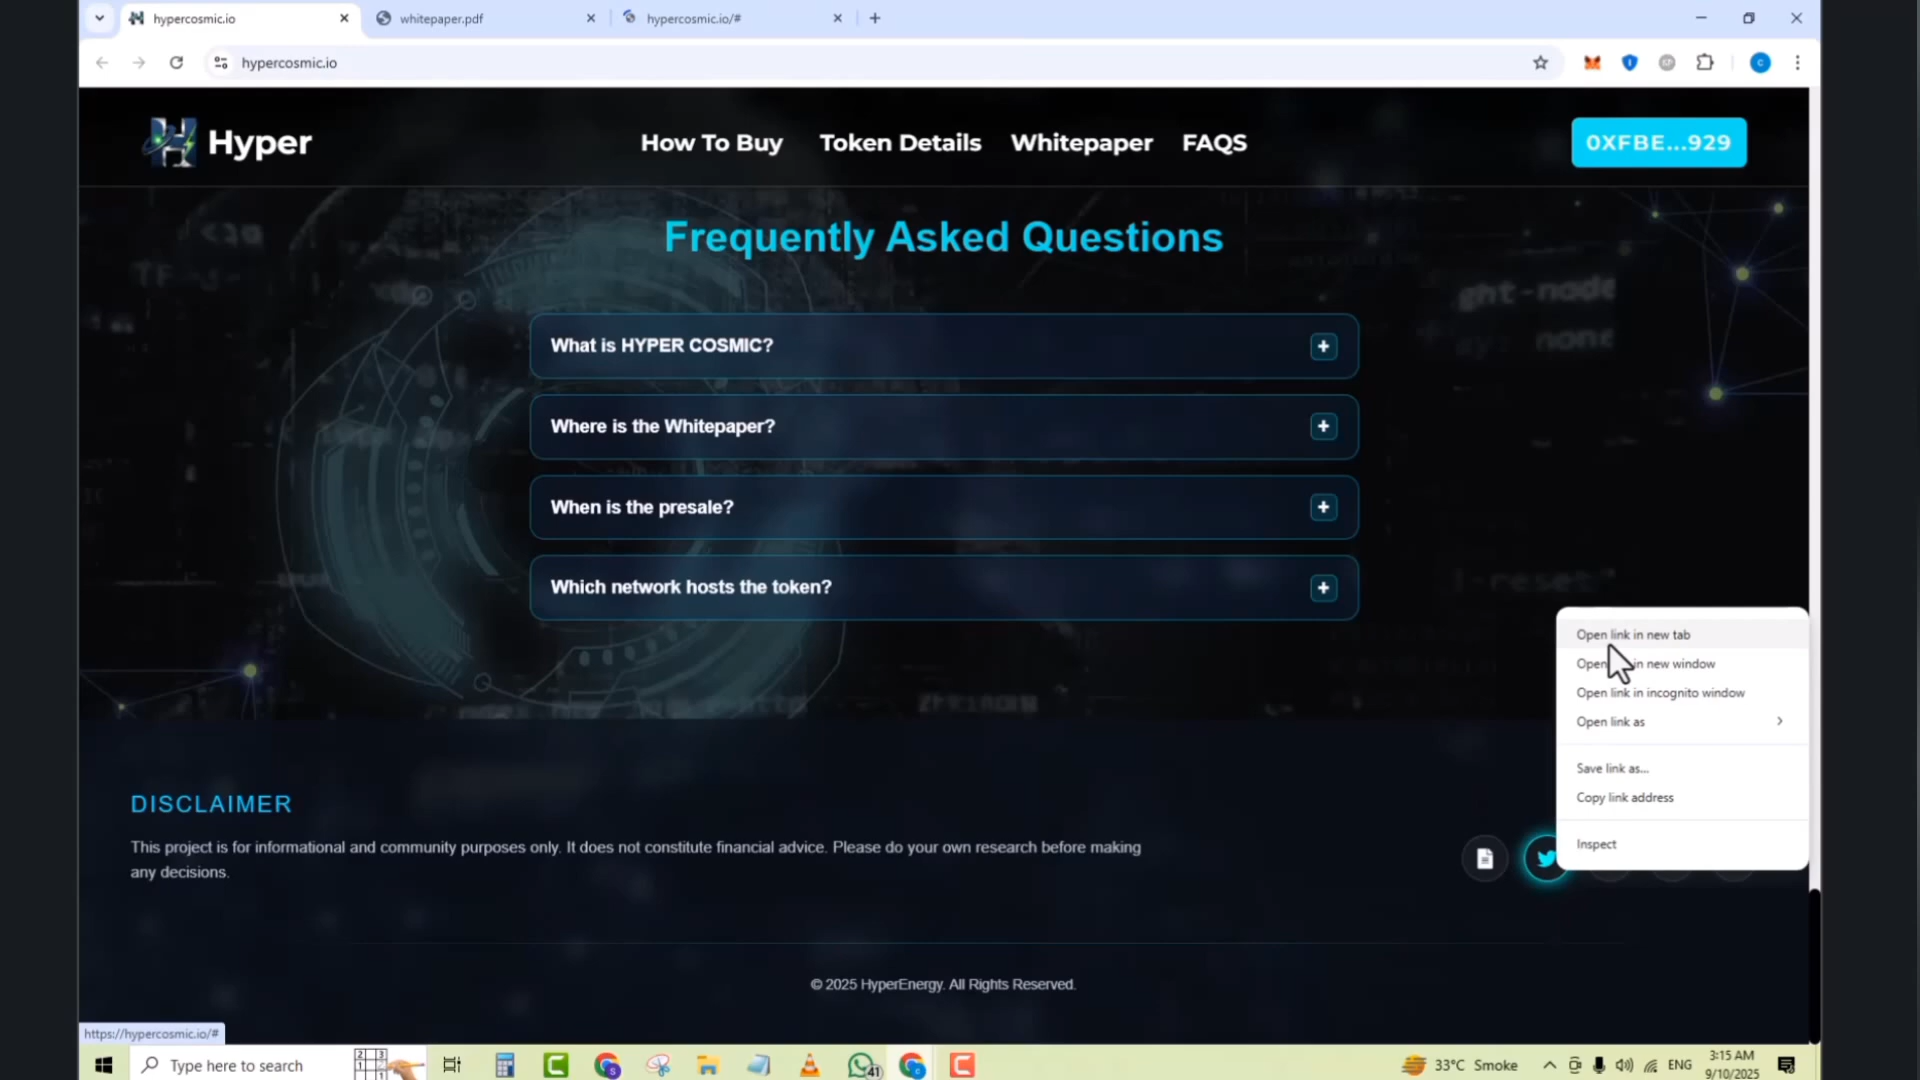 hypercosmic.io
whitepaper.pdf
hypercosmic.io/#
hypercosmic.io
Hyper
How To Buy
Token Details
Whitepaper
FAQS
0XFBE...929
Frequently Asked Questions
What is HYPER COSMIC?
Where is the Whitepaper?
When is the presale?
Which network hosts the token?
Open link in new tab
Open in new window
Open link in incognito window
Open link as
Save link as...
Copy link address
Inspect
DISCLAIMER
This project is for informational and community purposes only. It does not constitute financial advice. Please do your own research before making
any decisions.
© 2025 HyperEnergy. All Rights Reserved.
https://hypercosmic.io/#
Type here to search
41
33°C Smoke
ENG
3:15 AM
9/10/2025